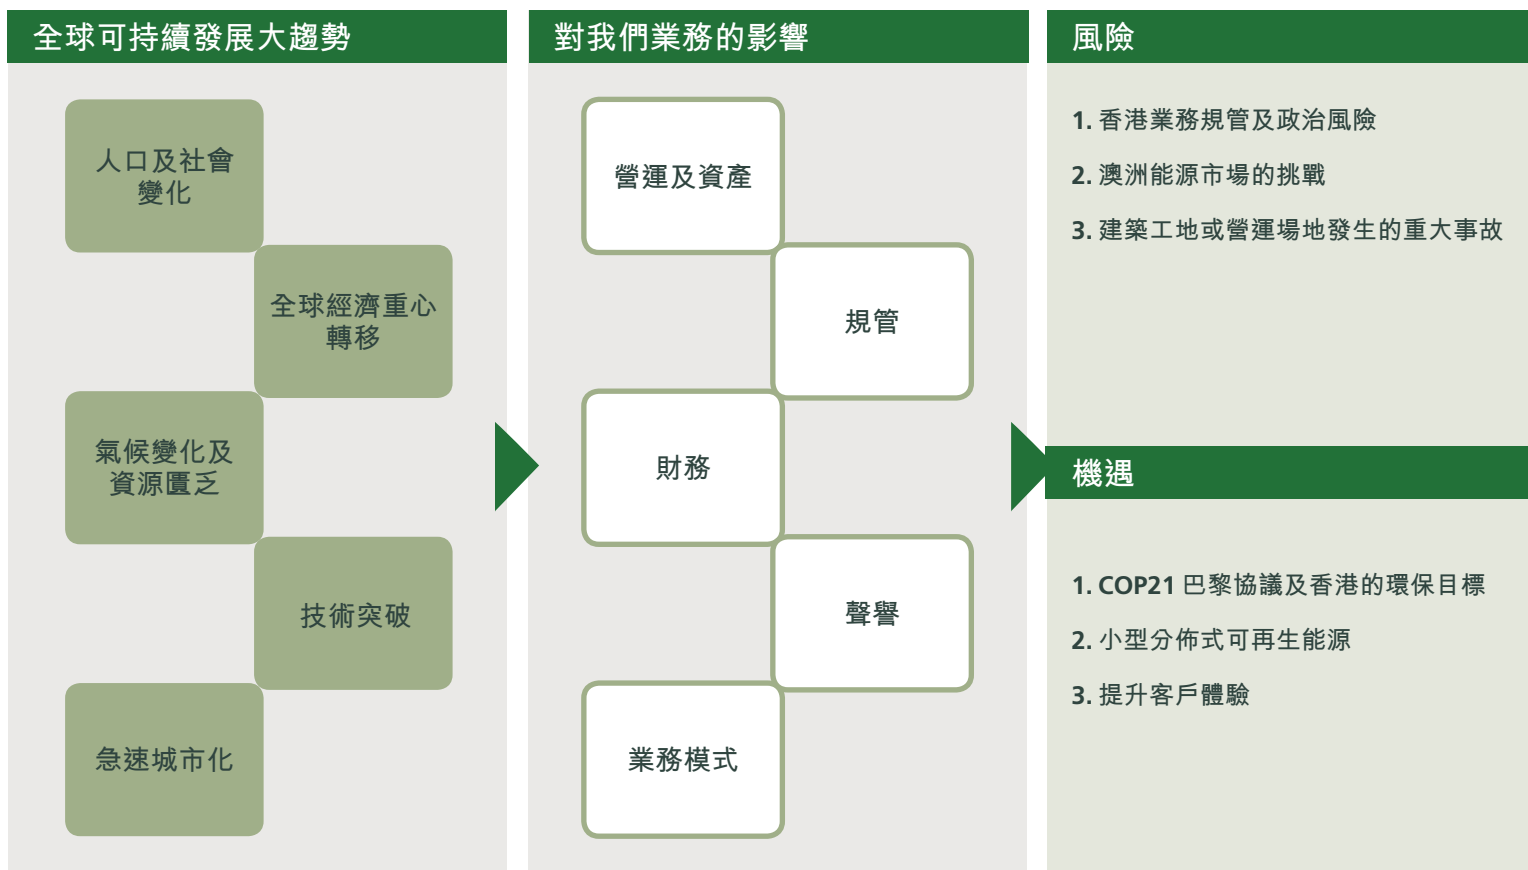 全球可持續發展大趨勢
人口及社會
變化
全球經濟重心
轉移
氣候變化及
資源匱乏
技術突破
急速城市化
對我們業務的影響
營運及資產
規管
財務
聲譽
業務模式
風險
1. 香港業務規管及政治風險
2. 澳洲能源市場的挑戰
3. 建築工地或營運場地發生的重大事故
機遇
1. COP21 巴黎協議及香港的環保目標
2. 小型分佈式可再生能源
3. 提升客戶體驗